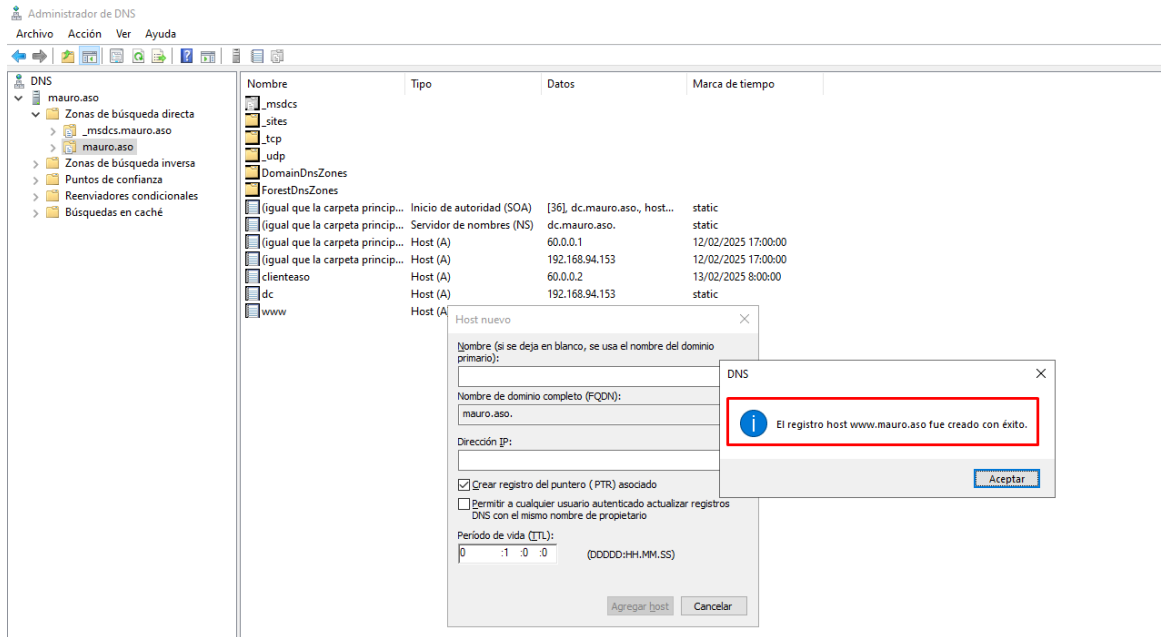 Administrador de DNS
Archivo Acción Ver Ayuda
DNS
mauro.aso
Zonas de búsqueda directa
_msdcs.mauro.aso
mauro.aso
Zonas de búsqueda inversa
Puntos de confianza
Reenviadores condicionales
Búsquedas en caché
Nombre Tipo Datos Marca de tiempo
_msdcs
_sites
_tcp
_udp
DomainDnsZones
ForestDnsZones
(igual que la carpeta princip... Inicio de autoridad (SOA) [36], dc.mauro.aso., host... static
(igual que la carpeta princip... Servidor de nombres (NS) dc.mauro.aso. static
(igual que la carpeta princip... Host (A) 60.0.0.1 12/02/2025 17:00:00
(igual que la carpeta princip... Host (A) 192.168.94.153 12/02/2025 17:00:00
clienteaso Host (A) 60.0.0.2 13/02/2025 8:00:00
dc Host (A) 192.168.94.153 static
www Host (A
Host nuevo
Nombre (si se deja en blanco, se usa el nombre del dominio
primario):
Nombre de dominio completo (FQDN):
mauro.aso.
Dirección IP:
Crear registro del puntero (PTR) asociado
Permitir a cualquier usuario autenticado actualizar registros
DNS con el mismo nombre de propietario
Período de vida (TTL):
0 :1 :0 :0 (DDDDD:HH.MM.SS)
Agregar host Cancelar
DNS
El registro host www.mauro.aso fue creado con éxito.
Aceptar